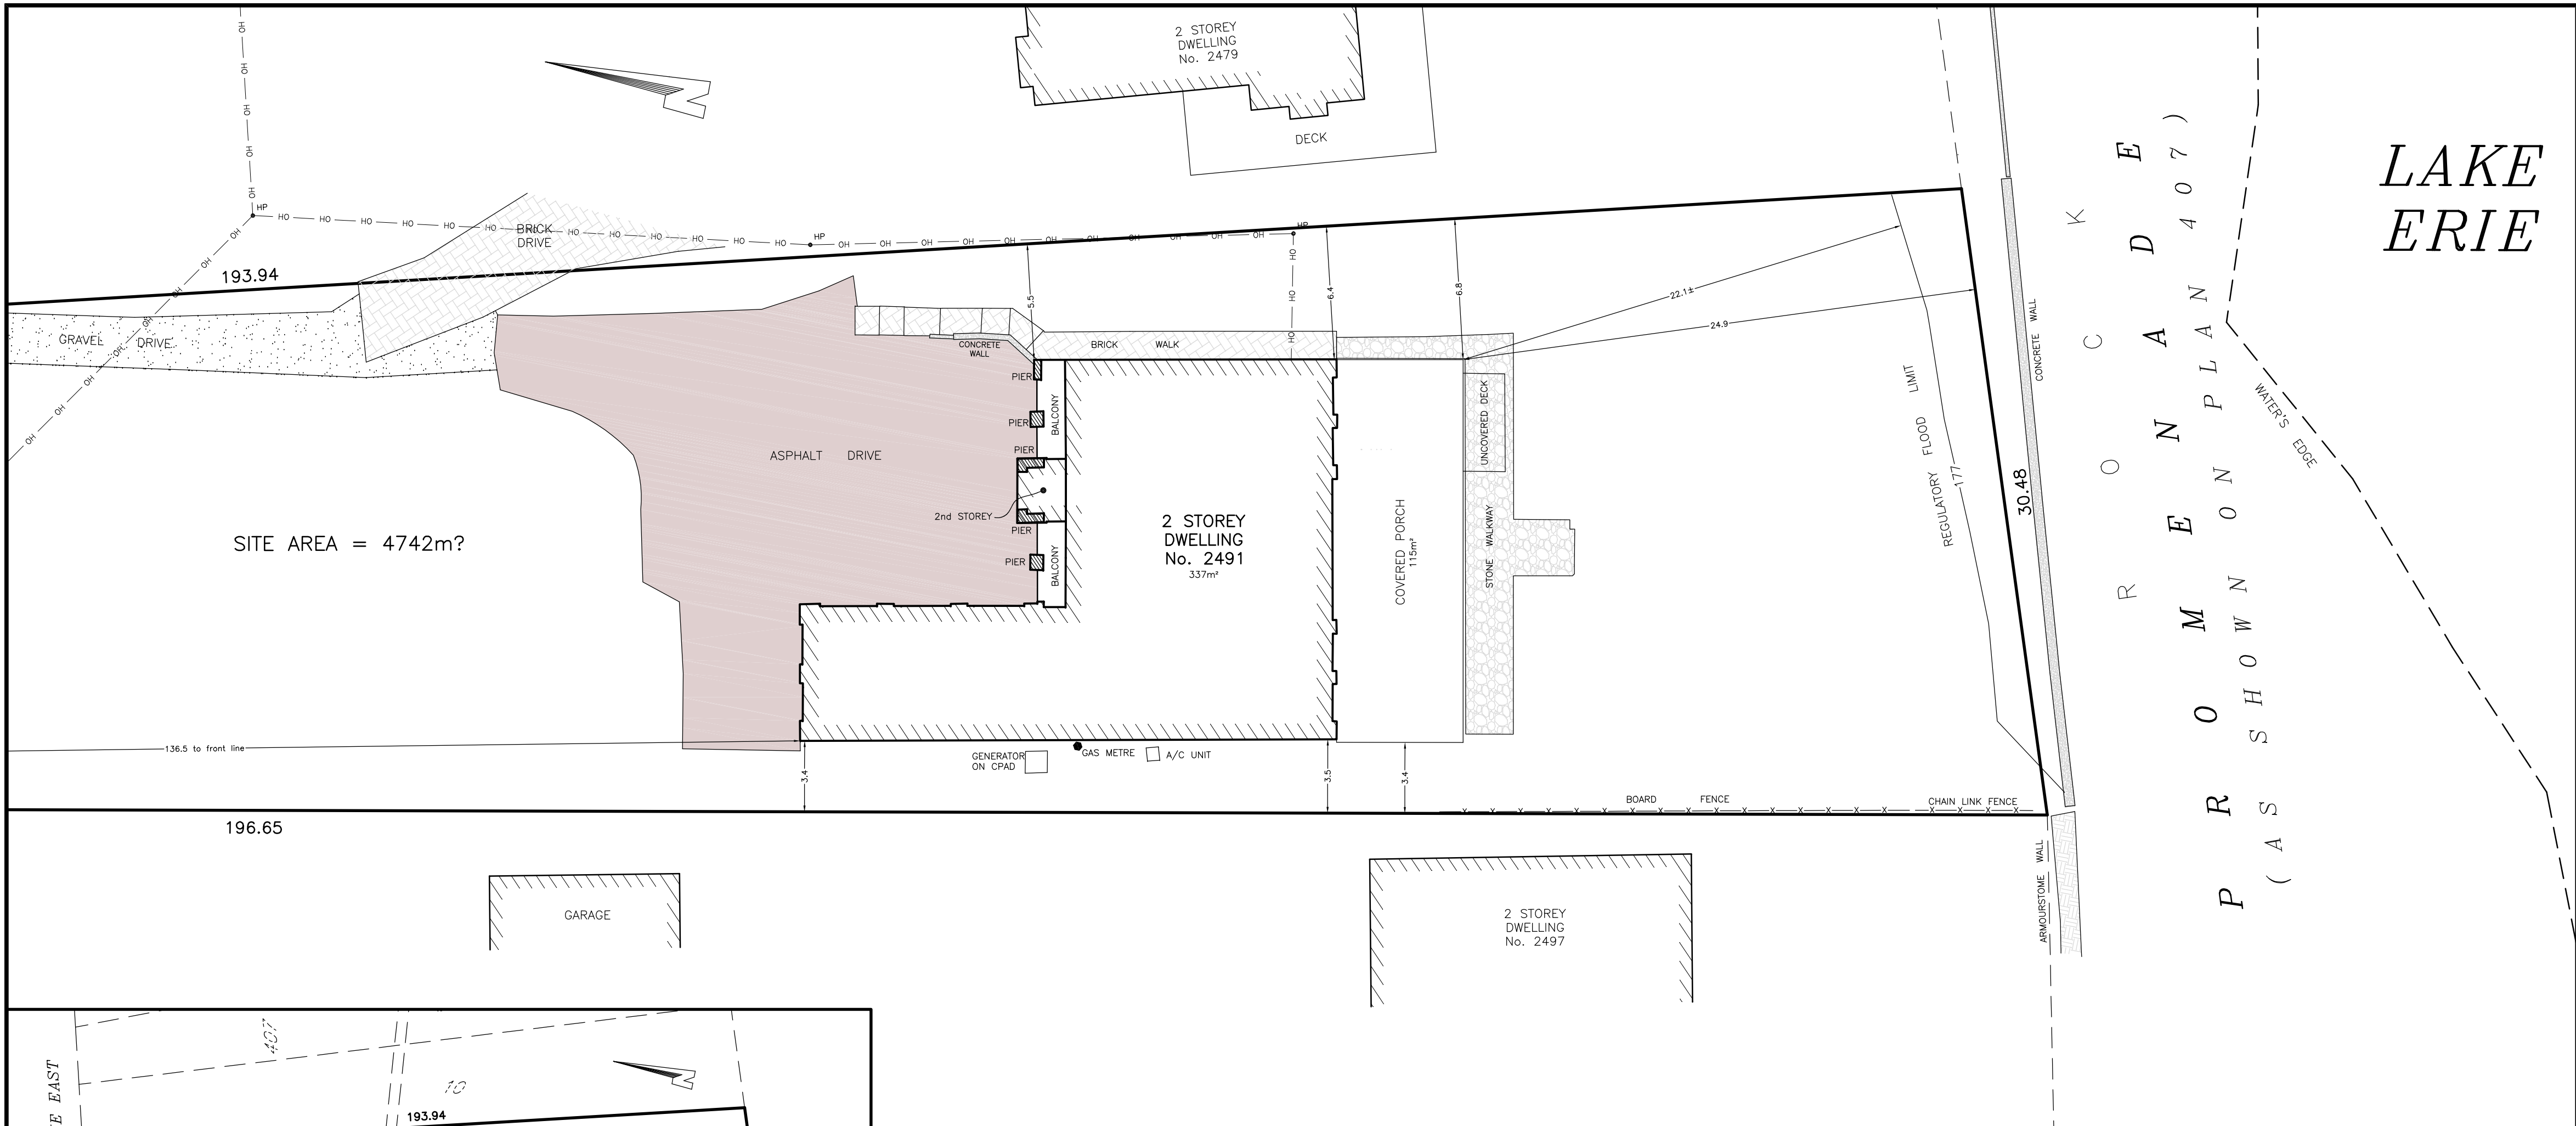 2 STOREY
DWELLING
No. 2479
DECK
LAKE
ERIE
HP
HP
HP
BRICK
DRIVE
193.94
GRAVEL DRIVE
ASPHALT DRIVE
CONCRETE
WALL
BRICK WALK
5.5
6.4
6.8
22.1±
24.9
PIER
PIER
PIER
PIER
PIER
BALCONY
BALCONY
2nd STOREY
2 STOREY
DWELLING
No. 2491
337m²
COVERED PORCH
115m²
UNCOVERED DECK
STONE WALKWAY
REGULATORY FLOOD LIMIT
177
30.48
CONCRETE WALL
ROCK
PROMENADE
(AS SHOWN ON PLAN 407)
WATER'S EDGE
SITE AREA = 4742m?
136.5 to front line
GENERATOR
ON CPAD
GAS METRE
A/C UNIT
3.4
3.5
3.4
BOARD FENCE
CHAIN LINK FENCE
196.65
ARMOURSTOME WALL
GARAGE
2 STOREY
DWELLING
No. 2497
407
10
193.94
EAST